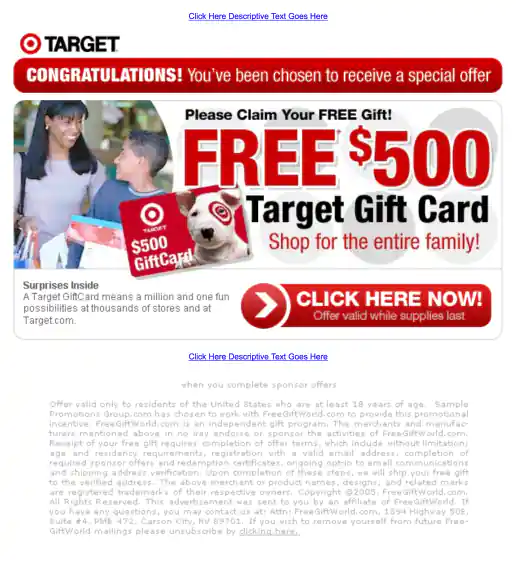 Click Here Descriptive Text Goes Here
TARGET
CONGRATULATIONS! You've been chosen to receive a special offer
Please Claim Your FREE Gift!
FREE $500
Target Gift Card
Shop for the entire family!
TARGET
$500
GiftCard
Surprises Inside
A Target GiftCard means a million and one fun
possibilities at thousands of stores and at
Target.com.
CLICK HERE NOW!
Offer valid while supplies last
Click Here Descriptive Text Goes Here
when you complete sponsor offers
Offer valid only to residents of the United States who are at least 18 years of age. Sample
Promotions Group.com has chosen to work with FreeGiftWorld.com to provide this promotional
incentive. FreeGiftWorld.com is an independent gift program. The merchants and manufac-
turers mentioned above in no way endorse or sponsor the activities of FreeGiftWorld.com.
Receipt of your free gift requires completion of offer terms, which include without limitation:
age and residency requirements, registration with a valid email address, completion of
required sponsor offers and redemption certificates, ongoing option to email communications
and shipping address verification. Upon completion of these steps, we will ship your free gift
to the verified address. The above merchant or product names, designs, and related marks
are registered trademarks of their respective owners. Copyright @2005, FreeGiftWorld.com.
All Rights Reserved. This advertisement was sent to you by an affiliate of FreeGiftWorld. If
you have any questions, you may contact us at: Attn: FreeGiftWorld.com, 1894 Highway 50E,
Suite #4, PMB 472, Carson City, NV 89701. If you wish to remove yourself from future Free-
GiftWorld mailings please unsubscribe by clicking here.